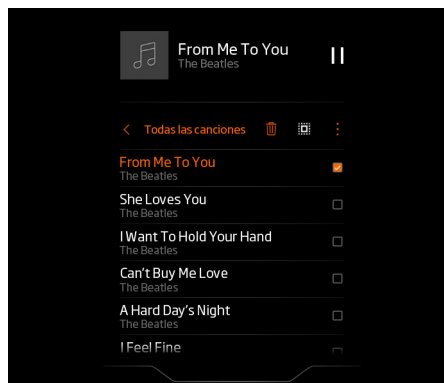 From Me To You
The Beatles
Todas las canciones
From Me To You
The Beatles
She Loves You
The Beatles
I Want To Hold Your Hand
The Beatles
Can't Buy Me Love
The Beatles
A Hard Day's Night
The Beatles
I Feel Fine